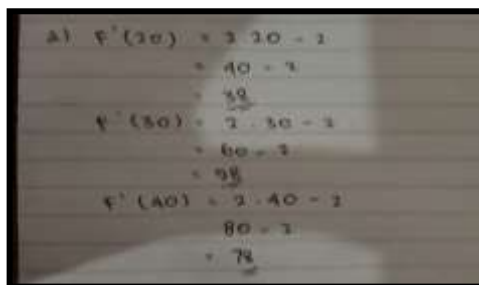 a) F'(20) = 2.20 - 2
= 40 - 2
= 38
F'(30) = 2.30 - 2
= 60 - 2
= 58
F'(40) = 2.40 - 2
80 - 2
= 78